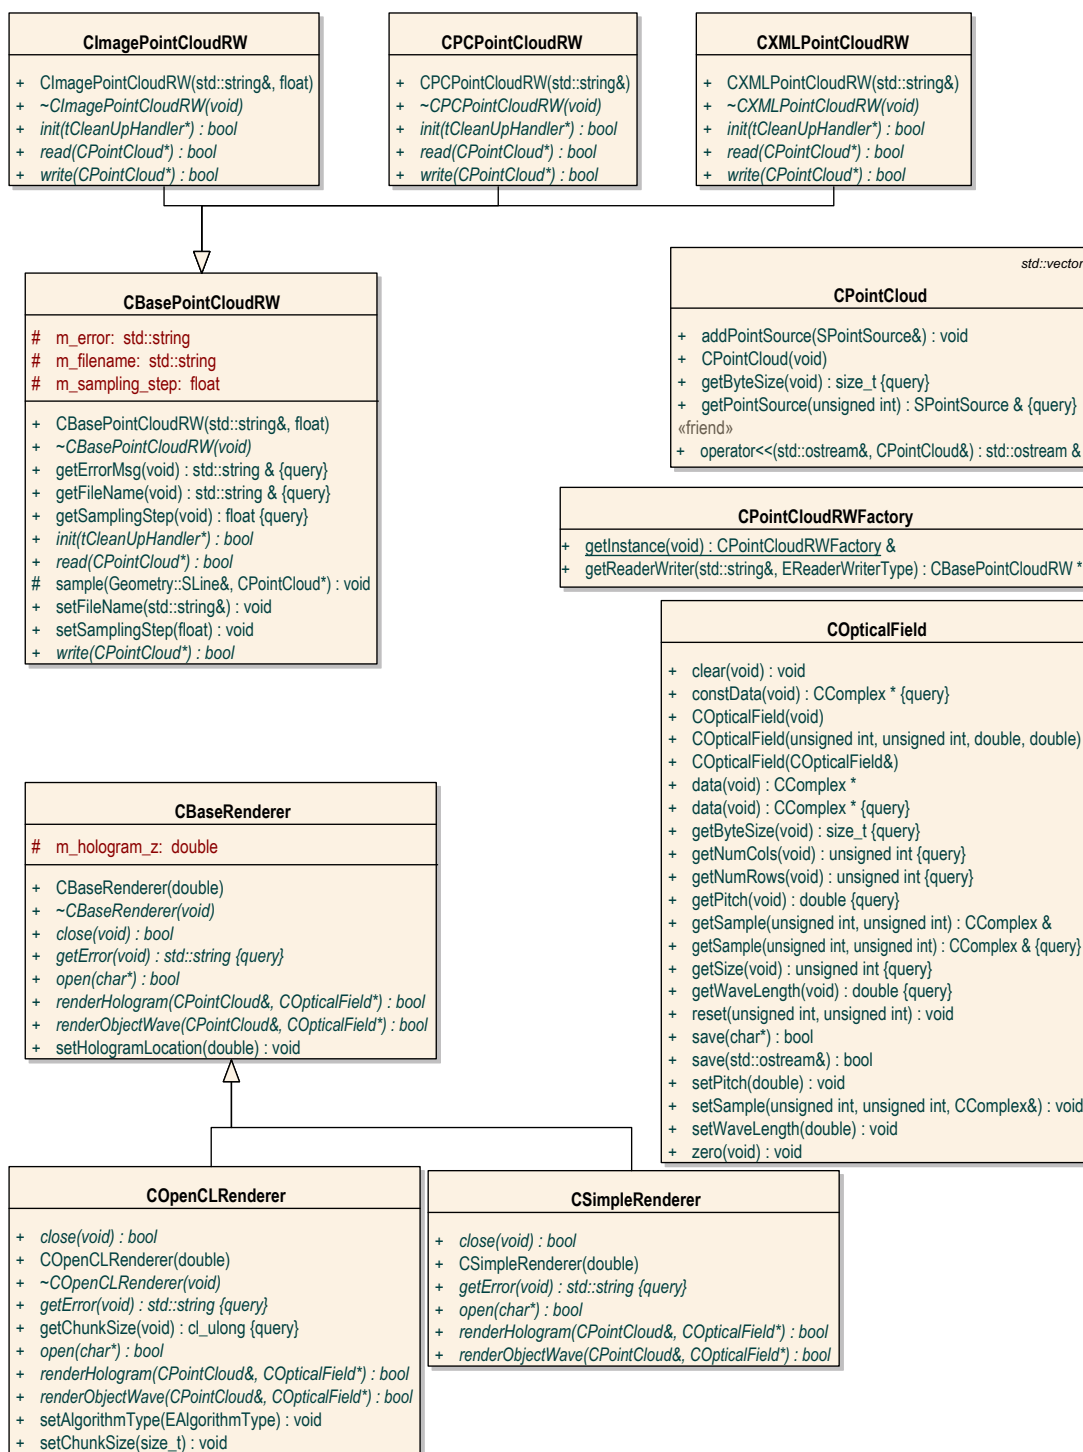 CImagePointCloudRW
+ CImagePointCloudRW(std::string&, float)
+ ~CImagePointCloudRW(void)
+ init(tCleanUpHandler*) : bool
+ read(CPointCloud*) : bool
+ write(CPointCloud*) : bool
CPCPointCloudRW
+ CPCPointCloudRW(std::string&)
+ ~CPCPointCloudRW(void)
+ init(tCleanUpHandler*) : bool
+ read(CPointCloud*) : bool
+ write(CPointCloud*) : bool
CXMLPointCloudRW
+ CXMLPointCloudRW(std::string&)
+ ~CXMLPointCloudRW(void)
+ init(tCleanUpHandler*) : bool
+ read(CPointCloud*) : bool
+ write(CPointCloud*) : bool
CBasePointCloudRW
# m_error: std::string
# m_filename: std::string
# m_sampling_step: float
+ CBasePointCloudRW(std::string&, float)
+ ~CBasePointCloudRW(void)
+ getErrorMsg(void) : std::string & {query}
+ getFileName(void) : std::string & {query}
+ getSamplingStep(void) : float {query}
+ init(tCleanUpHandler*) : bool
+ read(CPointCloud*) : bool
# sample(Geometry::SLine&, CPointCloud*) : void
+ setFileName(std::string&) : void
+ setSamplingStep(float) : void
+ write(CPointCloud*) : bool
std::vector
CPointCloud
+ addPointSource(SPointSource&) : void
+ CPointCloud(void)
+ getByteSize(void) : size_t {query}
+ getPointSource(unsigned int) : SPointSource & {query}
«friend»
+ operator<<(std::ostream&, CPointCloud&) : std::ostream &
CPointCloudRWFactory
+ getInstance(void) : CPointCloudRWFactory &
+ getReaderWriter(std::string&, EReaderWriterType) : CBasePointCloudRW *
COpticalField
+ clear(void) : void
+ constData(void) : CComplex * {query}
+ COpticalField(void)
+ COpticalField(unsigned int, unsigned int, double, double)
+ COpticalField(COpticalField&)
+ data(void) : CComplex *
+ data(void) : CComplex * {query}
+ getByteSize(void) : size_t {query}
+ getNumCols(void) : unsigned int {query}
+ getNumRows(void) : unsigned int {query}
+ getPitch(void) : double {query}
+ getSample(unsigned int, unsigned int) : CComplex &
+ getSample(unsigned int, unsigned int) : CComplex & {query}
+ getSize(void) : unsigned int {query}
+ getWaveLength(void) : double {query}
+ reset(unsigned int, unsigned int) : void
+ save(char*) : bool
+ save(std::ostream&) : bool
+ setPitch(double) : void
+ setSample(unsigned int, unsigned int, CComplex&) : void
+ setWaveLength(double) : void
+ zero(void) : void
CBaseRenderer
# m_hologram_z: double
+ CBaseRenderer(double)
+ ~CBaseRenderer(void)
+ close(void) : bool
+ getError(void) : std::string {query}
+ open(char*) : bool
+ renderHologram(CPointCloud&, COpticalField*) : bool
+ renderObjectWave(CPointCloud&, COpticalField*) : bool
+ setHologramLocation(double) : void
COpenCLRenderer
+ close(void) : bool
+ COpenCLRenderer(double)
+ ~COpenCLRenderer(void)
+ getError(void) : std::string {query}
+ getChunkSize(void) : cl_ulong {query}
+ open(char*) : bool
+ renderHologram(CPointCloud&, COpticalField*) : bool
+ renderObjectWave(CPointCloud&, COpticalField*) : bool
+ setAlgorithmType(EAlgorithmType) : void
+ setChunkSize(size_t) : void
CSimpleRenderer
+ close(void) : bool
+ CSimpleRenderer(double)
+ getError(void) : std::string {query}
+ open(char*) : bool
+ renderHologram(CPointCloud&, COpticalField*) : bool
+ renderObjectWave(CPointCloud&, COpticalField*) : bool